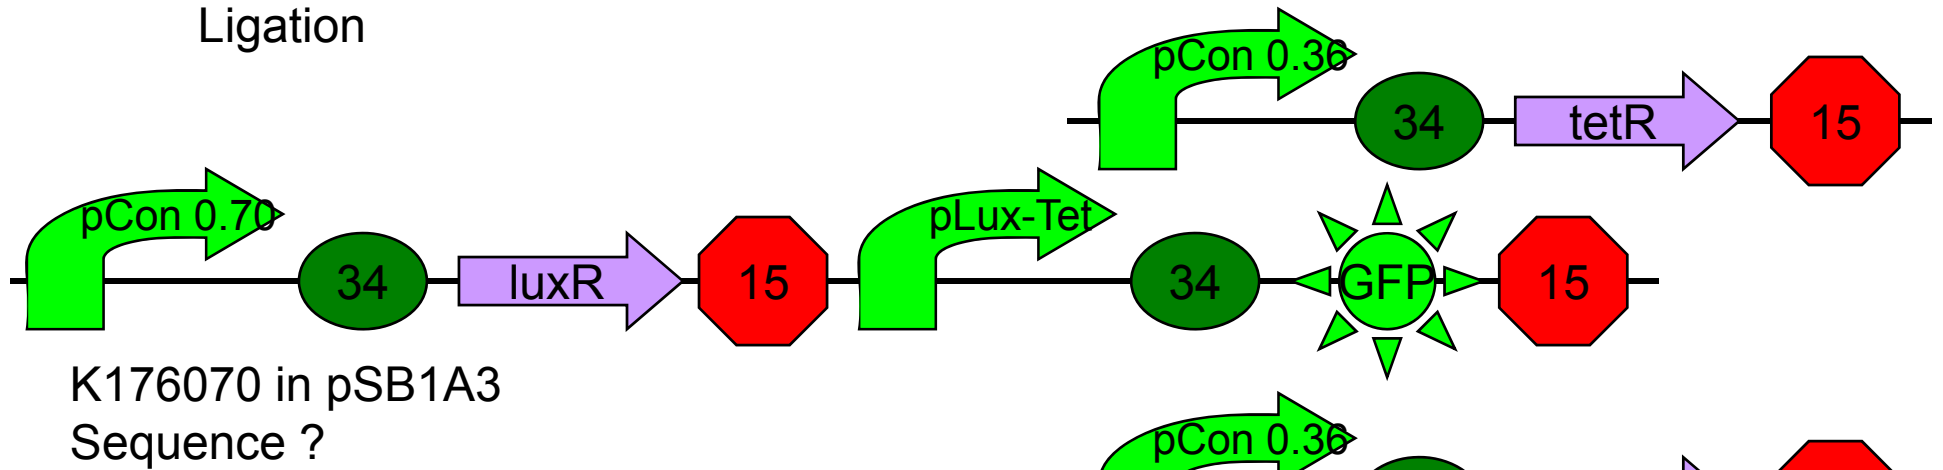 Ligation
pCon 0.36
34 tetR 15
pCon 0.70 pLux-Tet
34 luxR 15 34 GFP 15
K176070 in pSB1A3
Sequence ?
pCon 0.36